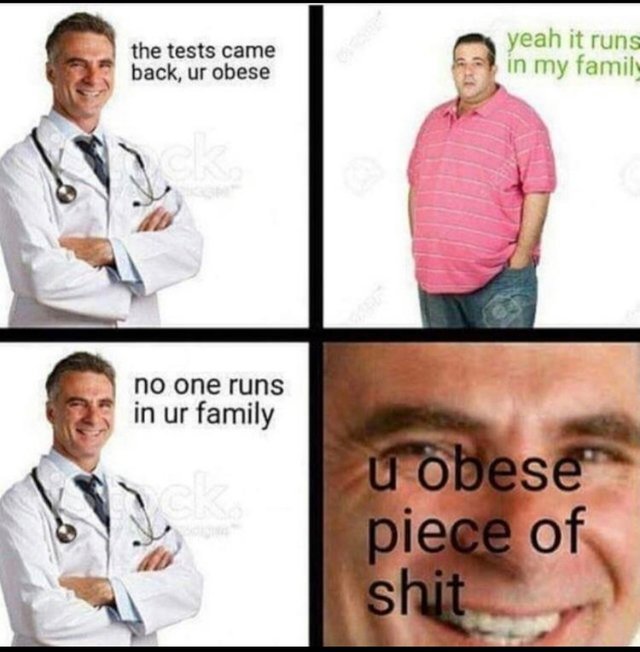 the tests came
back, ur obese
yeah it runs
in my family
no one runs
in ur family
u obese
piece of
shit